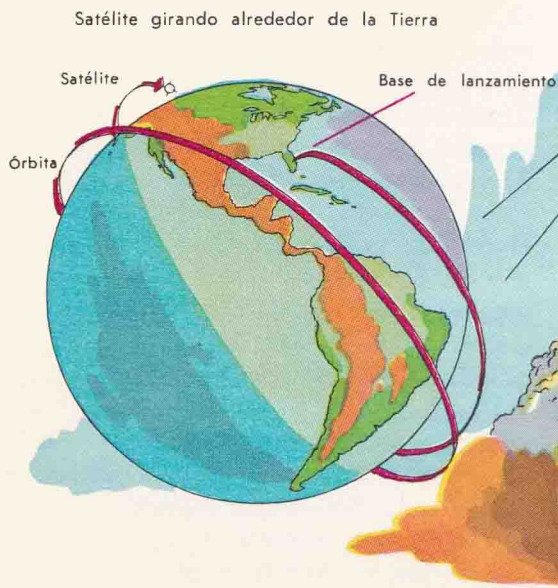 Satélite girando alrededor de la Tierra
Satélite
Base de lanzamiento
Órbita